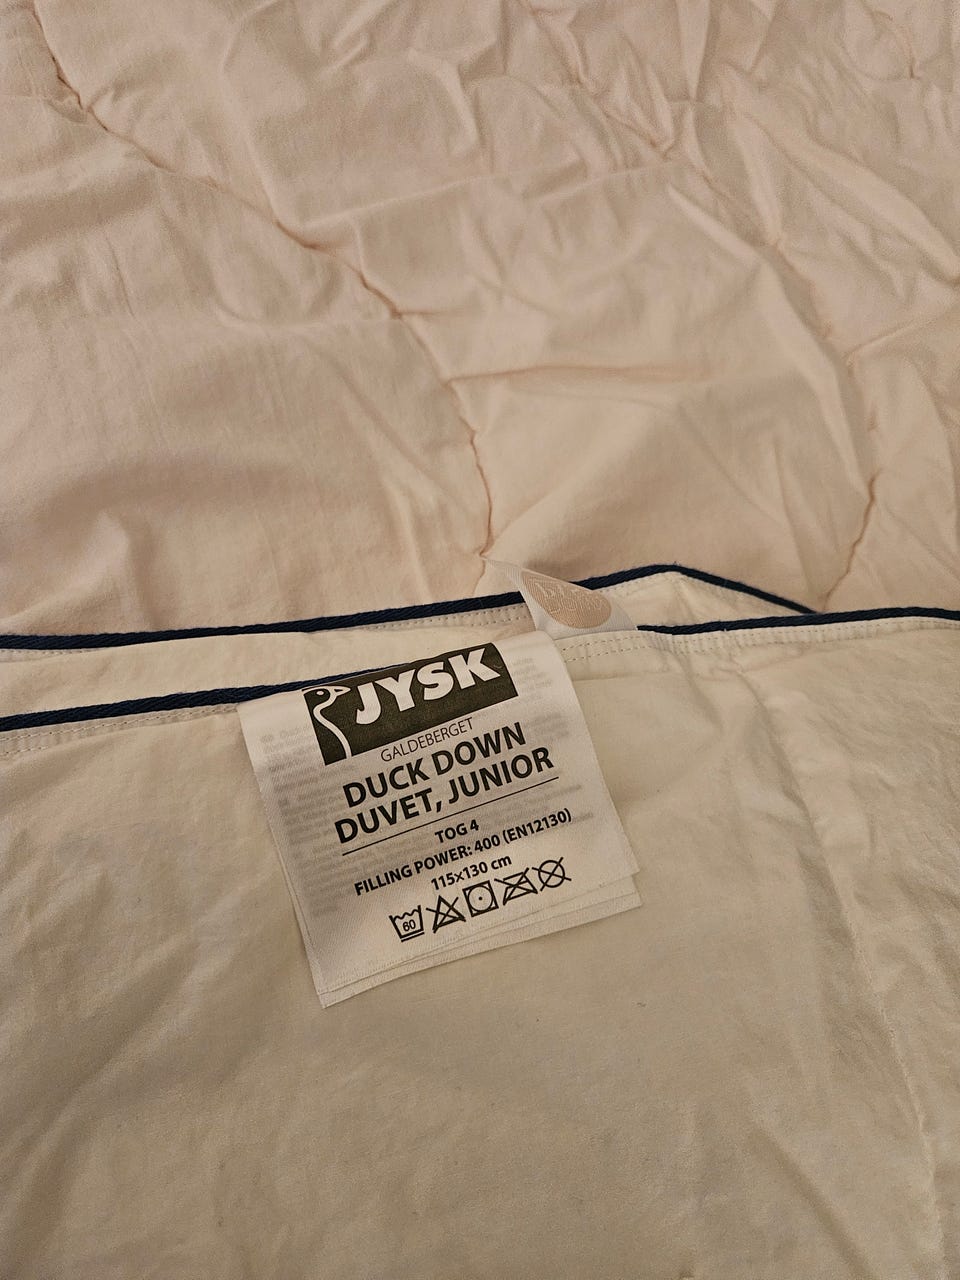 JYSK
GALDEBERGET
DUCK DOWN
DUVET, JUNIOR
TOG 4
FILLING POWER: 400 (EN12130)
115x130 cm
60